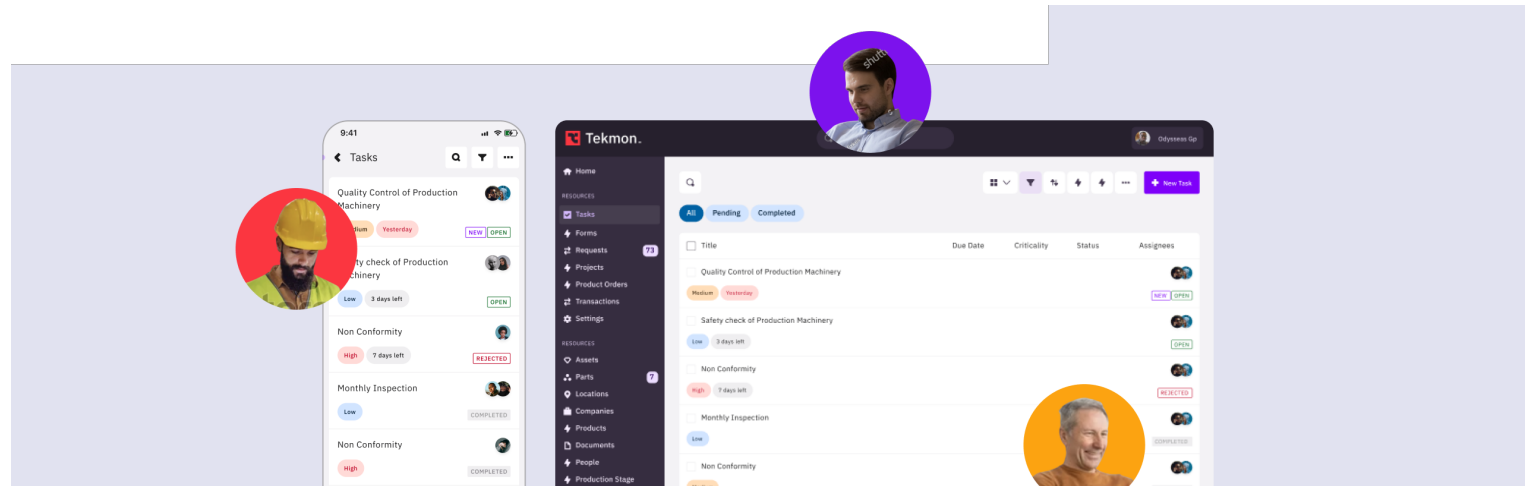 9:41
Tasks
Quality Control of Production
Machinery
Yesterday
NEW OPEN
check of Production
Low 3 days left
OPEN
Non Conformity
High 7 days left
REJECTED
Monthly Inspection
Low
COMPLETED
Non Conformity
High
COMPLETED
Tekmon.
Odysseas Gp
Home
RESOURCES
Tasks
Forms
Requests 73
Projects
Product Orders
Transactions
Settings
RESOURCES
Assets
Parts 7
Locations
Companies
Products
Documents
People
Production Stage
New Task
All Pending Completed
Title Due Date Criticality Status Assignees
Quality Control of Production Machinery
Medium Yesterday
NEW OPEN
Safety check of Production Machinery
Low 3 days left
OPEN
Non Conformity
High 7 days left
REJECTED
Monthly Inspection
Low
COMPLETED
Non Conformity